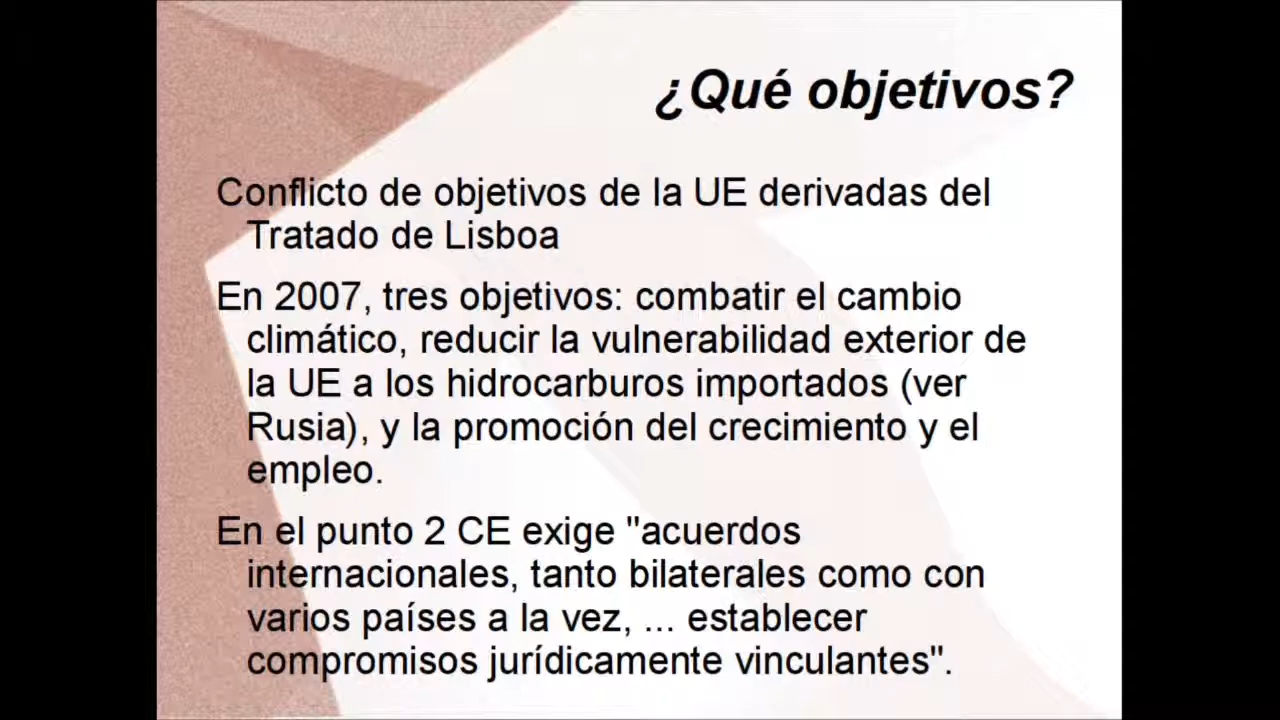 ¿Qué objetivos?
Conflicto de objetivos de la UE derivadas del
Tratado de Lisboa
En 2007, tres objetivos: combatir el cambio
climático, reducir la vulnerabilidad exterior de
la UE a los hidrocarburos importados (ver
Rusia), y la promoción del crecimiento y el
empleo.
En el punto 2 CE exige "acuerdos
internacionales, tanto bilaterales como con
varios países a la vez, ... establecer
compromisos jurídicamente vinculantes".